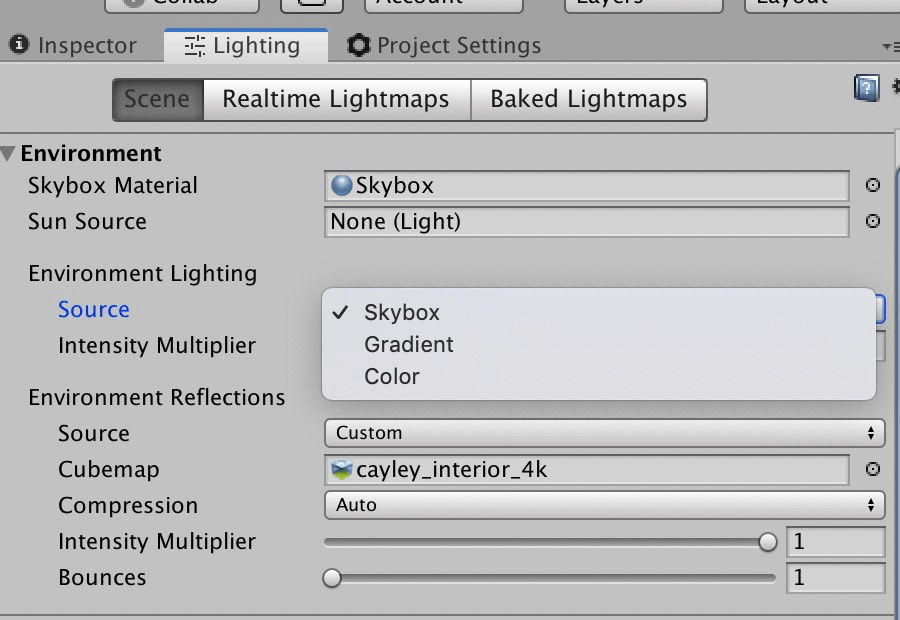 Collab Account Layers Layout
Inspector Lighting Project Settings
Scene Realtime Lightmaps Baked Lightmaps
Environment
Skybox Material Skybox
Sun Source None (Light)
Environment Lighting
Source Skybox
Gradient
Intensity Multiplier
Color
Environment Reflections
Source Custom
Cubemap cayley_interior_4k
Compression Auto
Intensity Multiplier 1
Bounces 1